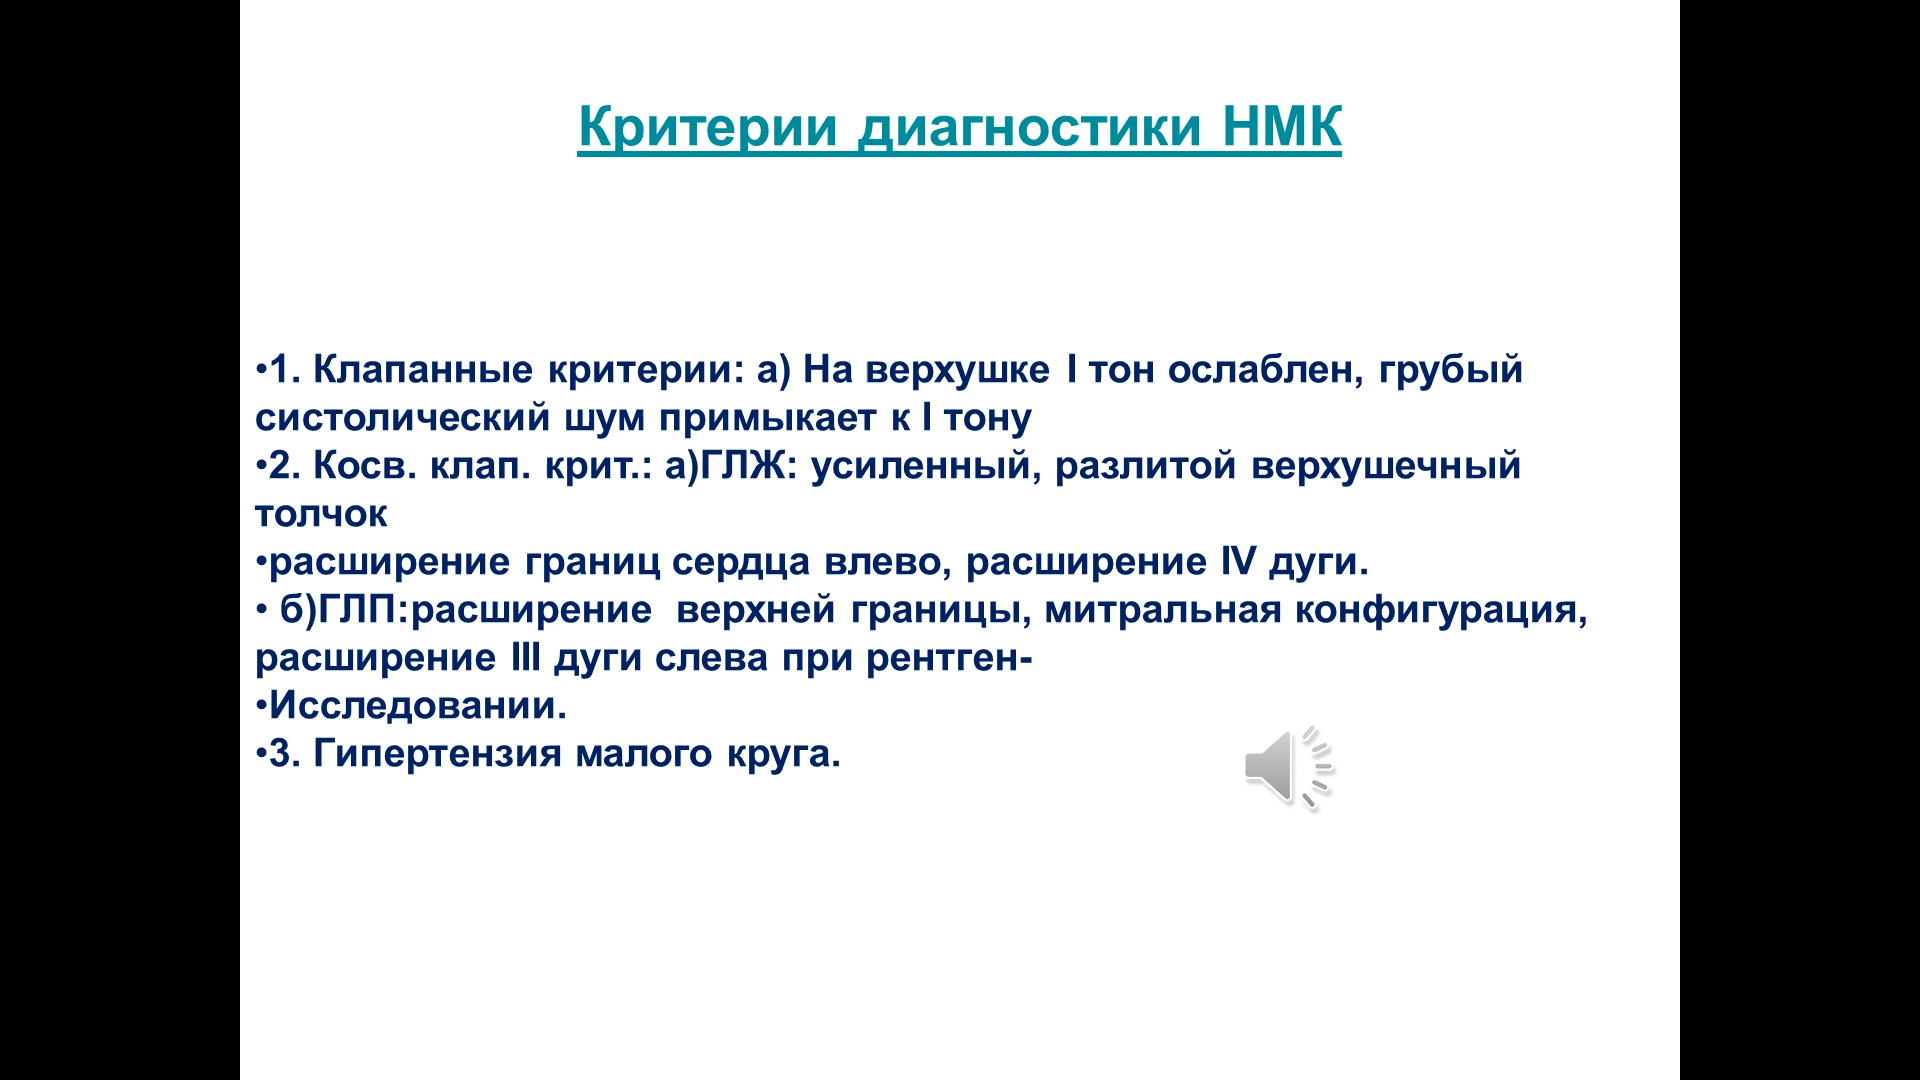 Критерии диагностики НМК
•1. Клапанные критерии: а) На верхушке I тон ослаблен, грубый
систолический шум примыкает к I тону
•2. Косв. клап. крит.: а)ГЛЖ: усиленный, разлитой верхушечный
толчок
•расширение границ сердца влево, расширение IV дуги.
• б)ГЛП:расширение  верхней границы, митральная конфигурация,
расширение III дуги слева при рентген-
•Исследовании.
•3. Гипертензия малого круга.